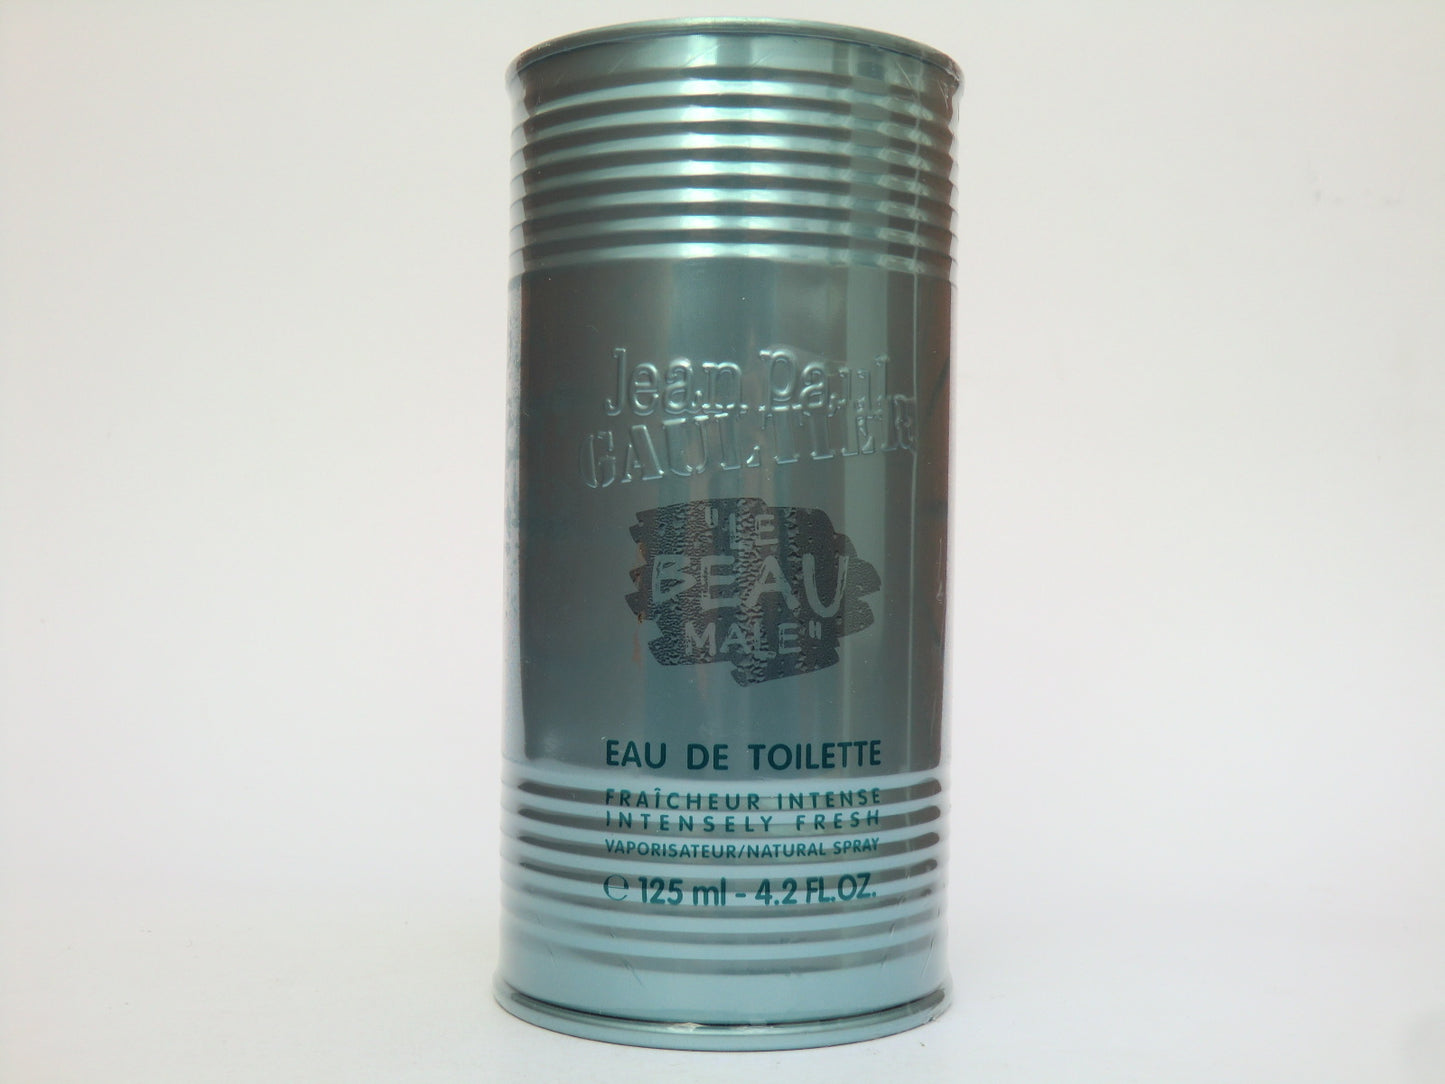 Jean Paul
GAULTIER
"LE
BEAU
MALE"
EAU DE TOILETTE
FRAÎCHEUR INTENSE
INTENSELY FRESH
VAPORISATEUR/NATURAL SPRAY
℮ 125 ml - 4.2 FL.OZ.